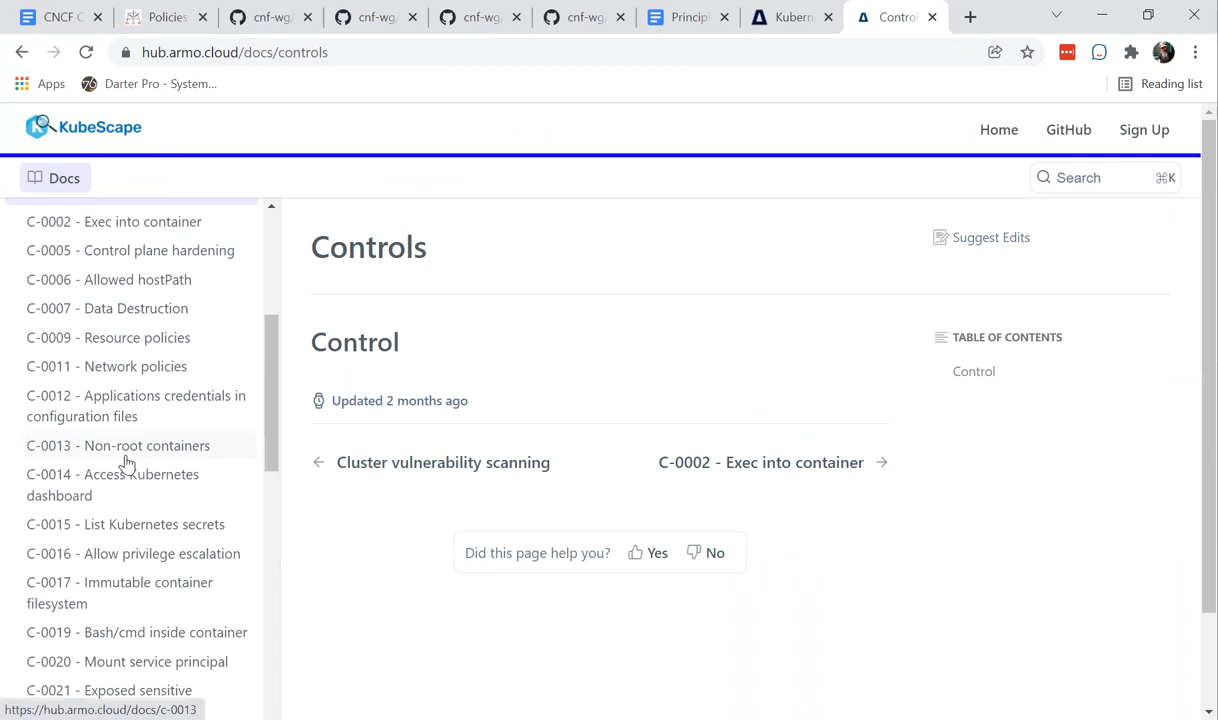 CNCF C
Policies
cnf-wg/
cnf-wg/
cnf-wg
cnf-wg
Princip
Kubern
Contro
hub.armo.cloud/docs/controls
Apps
76
Darter Pro - System...
Reading list
KubeScape
Home
GitHub
Sign Up
Docs
Search
⌘K
C-0002 - Exec into container
C-0005 - Control plane hardening
C-0006 - Allowed hostPath
C-0007 - Data Destruction
C-0009 - Resource policies
C-0011 - Network policies
C-0012 - Applications credentials in
configuration files
C-0013 - Non-root containers
C-0014 - Access Kubernetes
dashboard
C-0015 - List Kubernetes secrets
C-0016 - Allow privilege escalation
C-0017 - Immutable container
filesystem
C-0019 - Bash/cmd inside container
C-0020 - Mount service principal
C-0021 - Exposed sensitive
https://hub.armo.cloud/docs/c-0013
Controls
Suggest Edits
Control
Updated 2 months ago
← Cluster vulnerability scanning
C-0002 - Exec into container →
Did this page help you?
Yes
No
TABLE OF CONTENTS
Control